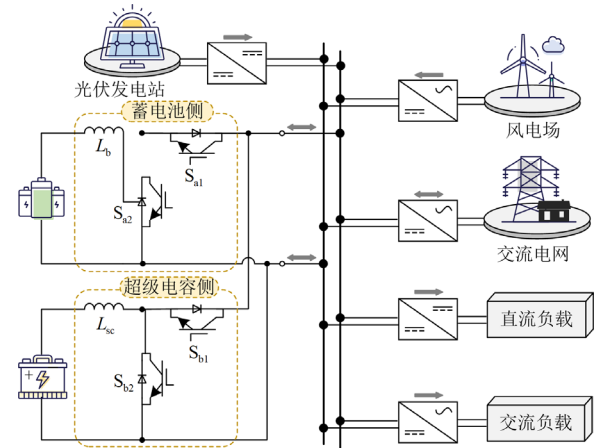 光伏发电站
蓄电池侧
风电场
L_b
S_a1
S_a2
交流电网
超级电容侧
L_sc
S_b1
S_b2
直流负载
交流负载